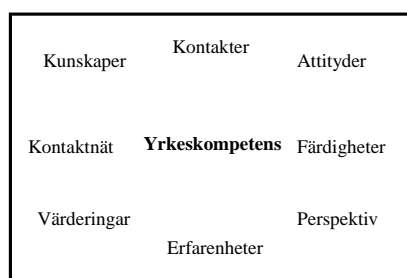 Kontakter
Kunskaper Attityder
Kontaktnät Yrkeskompetens Färdigheter
Värderingar Perspektiv
Erfarenheter